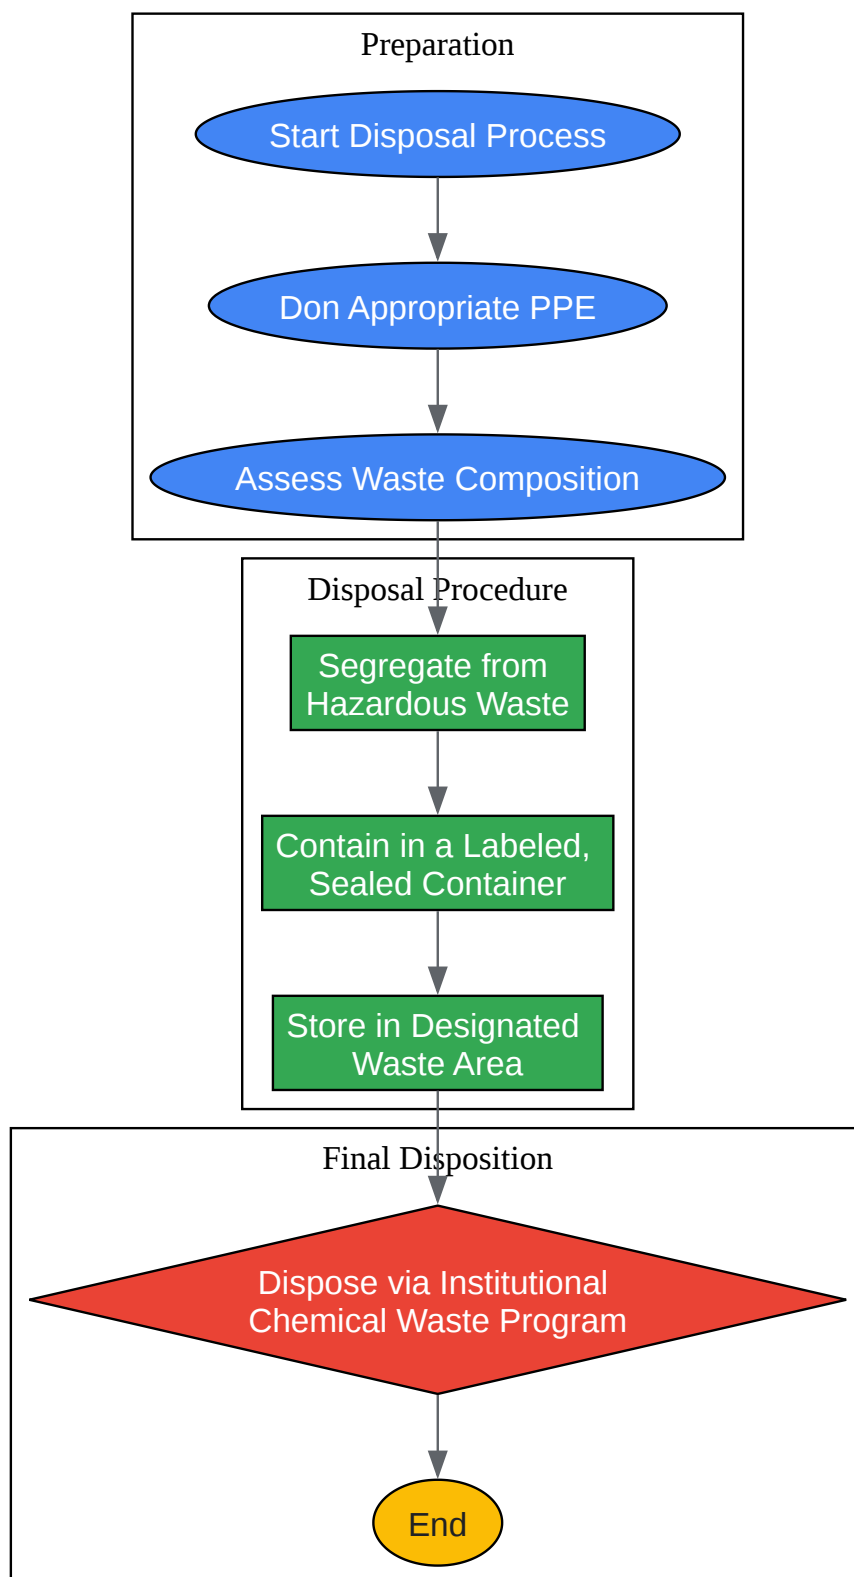 Preparation
Start Disposal Process
Don Appropriate PPE
Assess Waste Composition
Disposal Procedure
Segregate from
Hazardous Waste
Contain in a Labeled,
Sealed Container
Store in Designated
Waste Area
Final Disposition
Dispose via Institutional
Chemical Waste Program
End